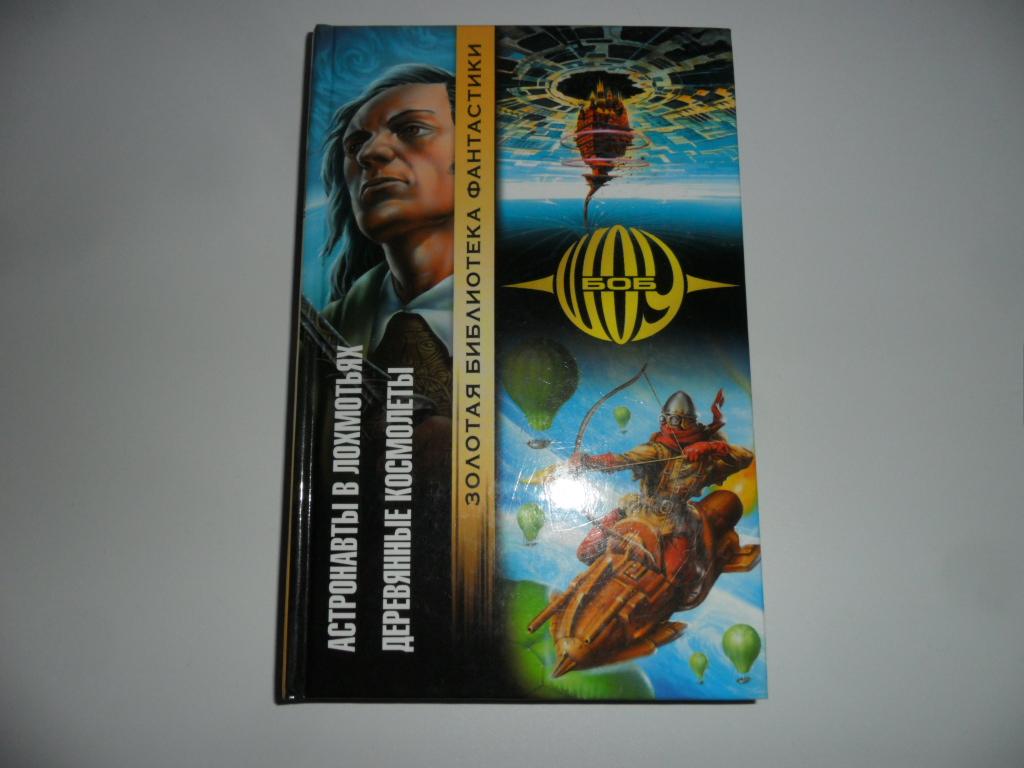 АСТРОНАВТЫ В ЛОХМОТЬЯХ
ДЕРЕВЯННЫЕ КОСМОЛЕТЫ
ЗОЛОТАЯ БИБЛИОТЕКА ФАНТАСТИКИ
БОБ
ШОУ